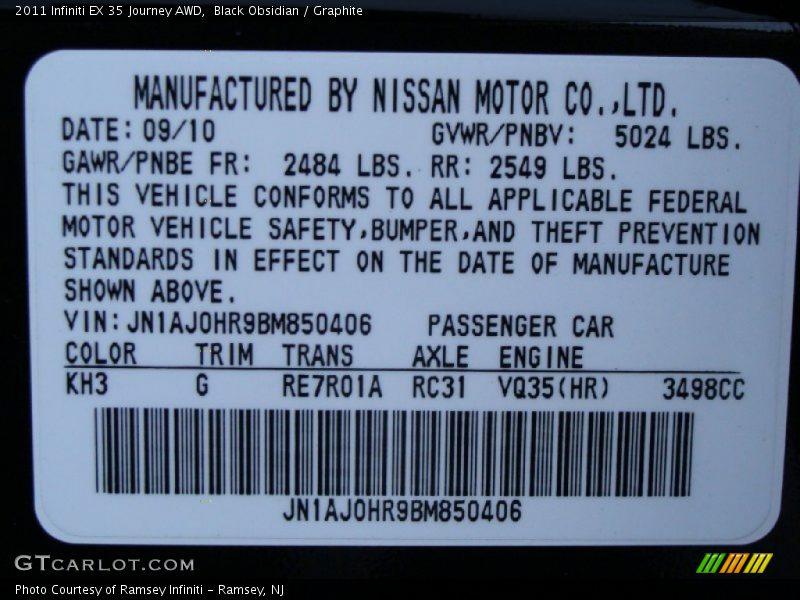 2011 Infiniti EX 35 Journey AWD, Black Obsidian / Graphite
MANUFACTURED BY NISSAN MOTOR CO.,LTD.
DATE: 09/10 GVWR/PNBV: 5024 LBS.
GAWR/PNBE FR: 2484 LBS. RR: 2549 LBS.
THIS VEHICLE CONFORMS TO ALL APPLICABLE FEDERAL
MOTOR VEHICLE SAFETY,BUMPER,AND THEFT PREVENTION
STANDARDS IN EFFECT ON THE DATE OF MANUFACTURE
SHOWN ABOVE.
VIN:JN1AJ0HR9BM850406 PASSENGER CAR
COLOR TRIM TRANS AXLE ENGINE
KH3 G RE7R01A RC31 VQ35(HR) 3498CC
JN1AJ0HR9BM850406
GTCARLOT.COM
Photo Courtesy of Ramsey Infiniti - Ramsey, NJ